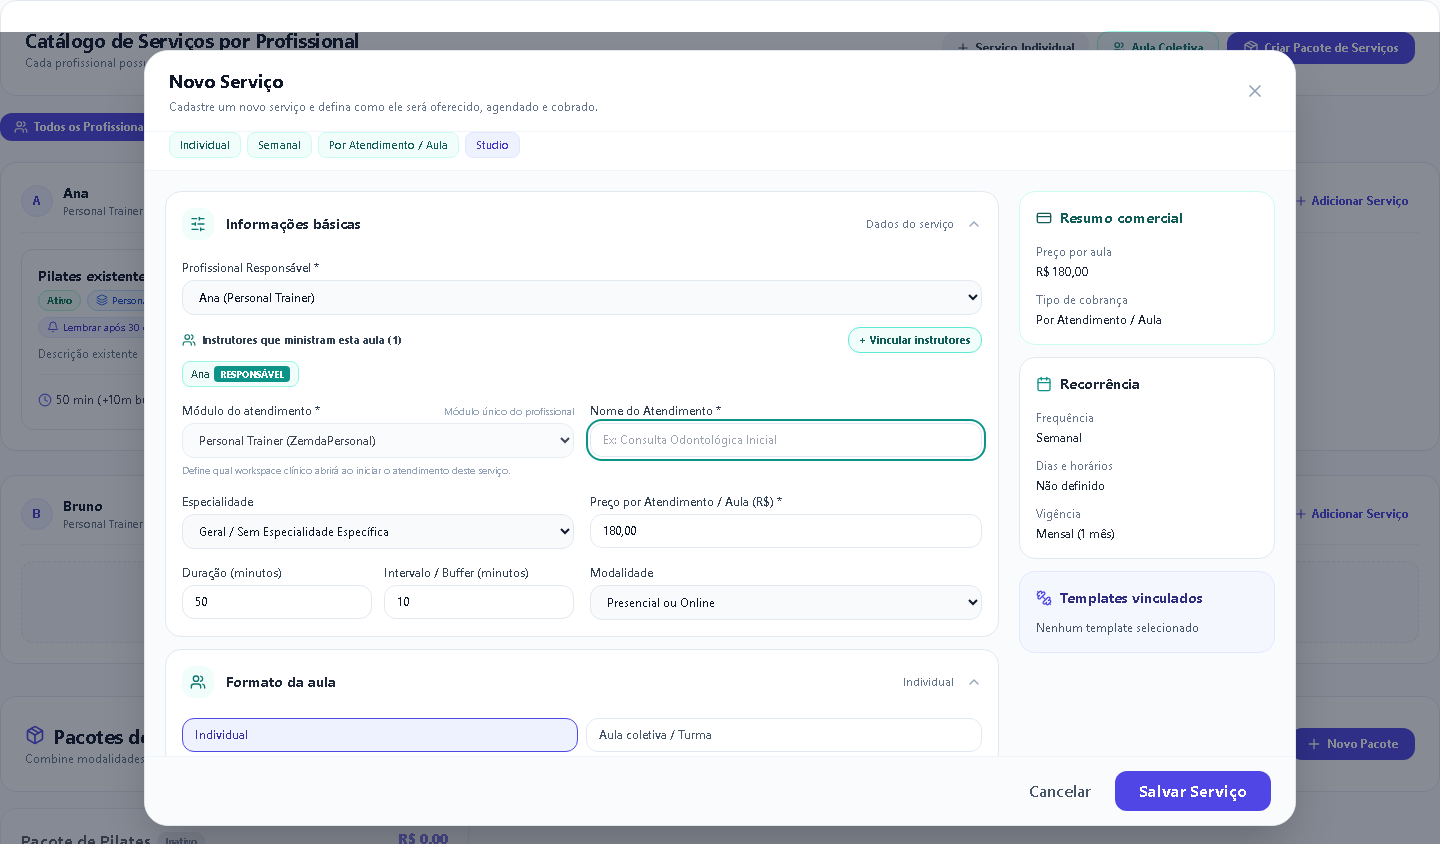 Catálogo de Serviços por Profissional
Cada profissional possu
Serviço Individual
Aula Coletiva
Criar Pacote de Serviços
Todos os Profissiona
Novo Serviço
Cadastre um novo serviço e defina como ele será oferecido, agendado e cobrado.
Individual
Semanal
Por Atendimento / Aula
Studio
A
Ana
Personal Trainer
Adicionar Serviço
Pilates existente
Ativo
Person
Lembrar após 30
Descrição existente
50 min (+10m b
B
Bruno
Personal Trainer
Adicionar Serviço
Pacotes de
Combine modalidades
Novo Pacote
Pacote de Pilates
Inativo
R$ 0,00
Informações básicas
Dados do serviço
Profissional Responsável *
Ana (Personal Trainer)
Instrutores que ministram esta aula (1)
+ Vincular instrutores
Ana RESPONSÁVEL
Módulo do atendimento *
Módulo único do profissional
Personal Trainer (ZemdaPersonal)
Define qual workspace clínico abrirá ao iniciar o atendimento deste serviço.
Nome do Atendimento *
Ex: Consulta Odontológica Inicial
Especialidade
Geral / Sem Especialidade Específica
Preço por Atendimento / Aula (R$) *
180,00
Duração (minutos)
50
Intervalo / Buffer (minutos)
10
Modalidade
Presencial ou Online
Formato da aula
Individual
Individual
Aula coletiva / Turma
Resumo comercial
Preço por aula
R$ 180,00
Tipo de cobrança
Por Atendimento / Aula
Recorrência
Frequência
Semanal
Dias e horários
Não definido
Vigência
Mensal (1 mês)
Templates vinculados
Nenhum template selecionado
Cancelar
Salvar Serviço